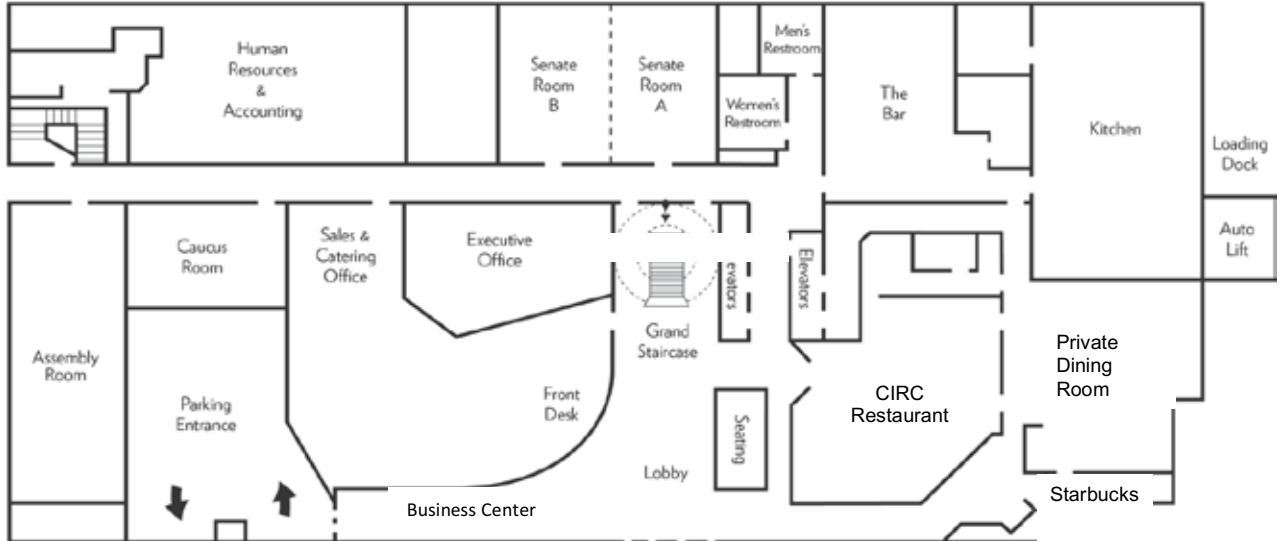 Human
Resources
&
Accounting
Senate
Room
B
Senate
Room
A
Men's
Restroom
Women's
Restroom
The
Bar
Kitchen
Loading
Dock
Auto
Lift
Caucus
Room
Sales &
Catering
Office
Executive
Office
evators
Elevators
Grand
Staircase
Assembly
Room
Parking
Entrance
Front
Desk
Seating
Lobby
CIRC
Restaurant
Private
Dining
Room
Starbucks
Business Center